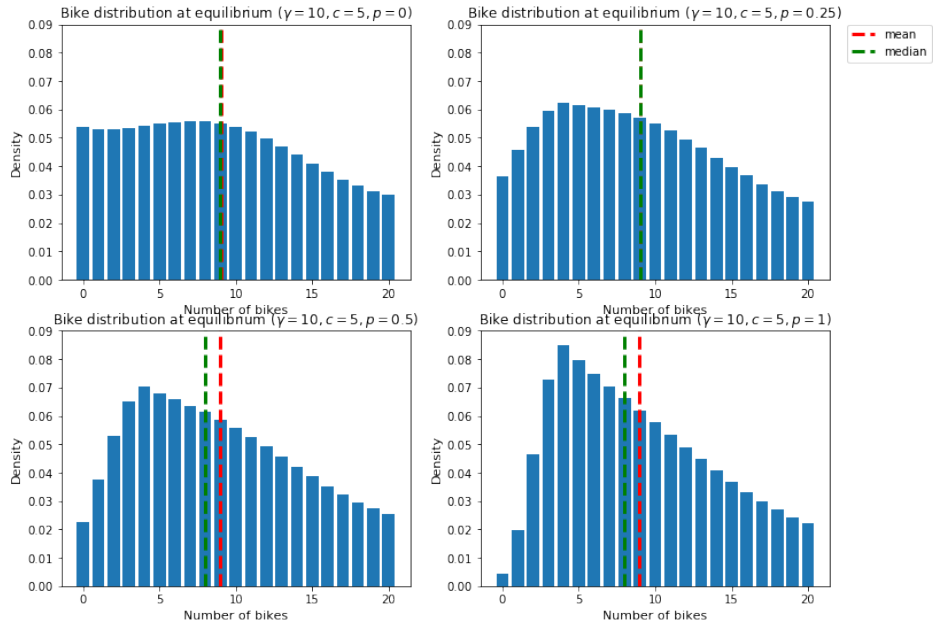 Bike distribution at equilibrium (γ = 10, c = 5, p = 0)
0.09
0.08
0.07
0.06
0.05
0.04
0.03
0.02
0.01
0.00
Density
0 5 10 15 20
Number of bikes
Bike distribution at equilibrium (γ = 10, c = 5, p = 0.25)
0.09
0.08
0.07
0.06
0.05
0.04
0.03
0.02
0.01
0.00
Density
0 5 10 15 20
Number of bikes
mean
median
Bike distribution at equilibrium (γ = 10, c = 5, p = 0.5)
0.09
0.08
0.07
0.06
0.05
0.04
0.03
0.02
0.01
0.00
Density
0 5 10 15 20
Number of bikes
Bike distribution at equilibrium (γ = 10, c = 5, p = 1)
0.09
0.08
0.07
0.06
0.05
0.04
0.03
0.02
0.01
0.00
Density
0 5 10 15 20
Number of bikes